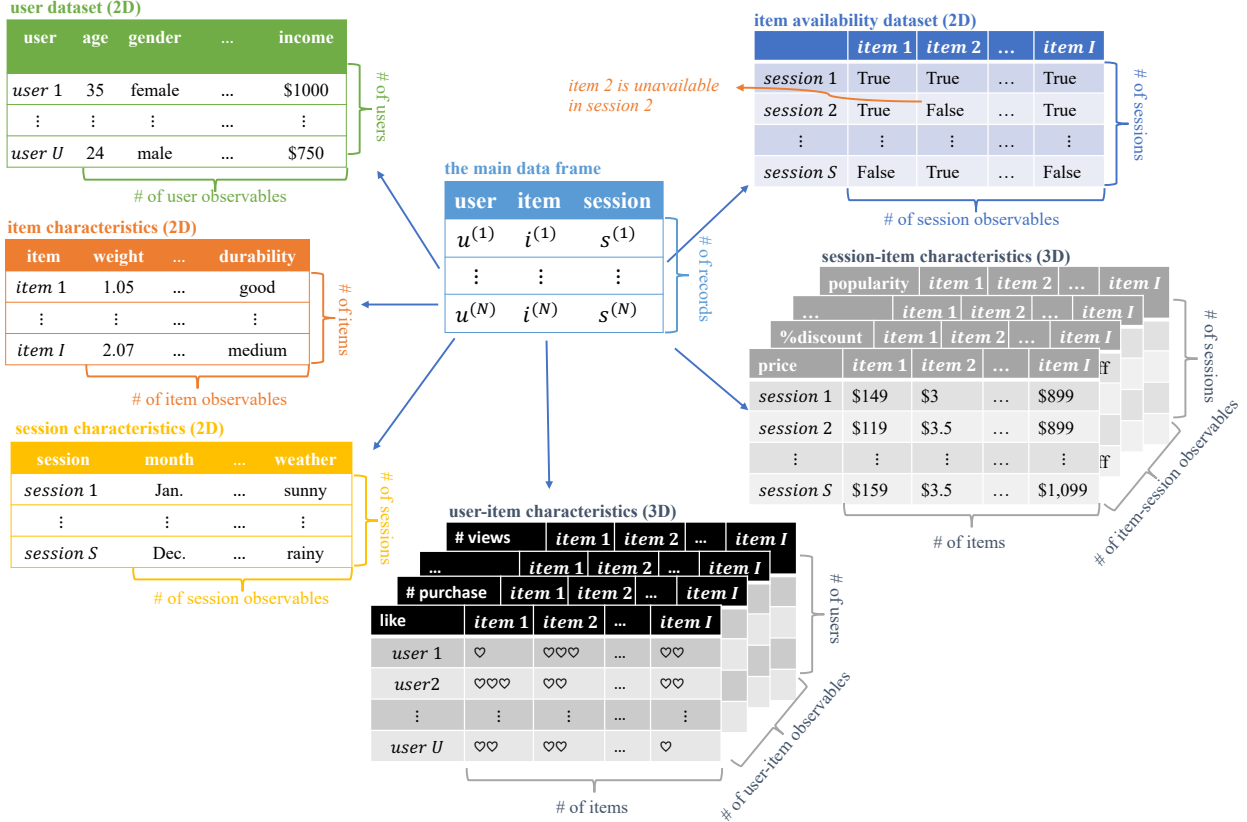 user dataset (2D)
user age gender ... income
user 1 35 female ... $1000
⋮ ⋮ ⋮ ... ⋮
user U 24 male ... $750
# of users
# of user observables
item characteristics (2D)
item weight ... durability
item 1 1.05 ... good
⋮ ⋮ ... ⋮
item I 2.07 ... medium
# of items
# of item observables
session characteristics (2D)
session month ... weather
session 1 Jan. ... sunny
⋮ ⋮ ... ⋮
session S Dec. ... rainy
# of sessions
# of session observables
the main data frame
user item session
u^(1) i^(1) s^(1)
⋮ ⋮ ⋮
u^(N) i^(N) s^(N)
# of records
item availability dataset (2D)
item 1 item 2 ... item I
session 1 True True ... True
session 2 True False ... True
⋮ ⋮ ⋮ ⋮
session S False True ... False
# of sessions
# of session observables
item 2 is unavailable
in session 2
session-item characteristics (3D)
popularity item 1 item 2 ... item I
... item 1 item 2 ... item I
%discount item 1 item 2 ... item I
price item 1 item 2 ... item I
session 1 $149 $3 ... $899
session 2 $119 $3.5 ... $899
⋮ ⋮ ⋮ ... ⋮
session S $159 $3.5 ... $1,099
ff
ff
# of sessions
# of item-session observables
# of items
user-item characteristics (3D)
# views item 1 item 2 ... item I
... item 1 item 2 ... item I
# purchase item 1 item 2 ... item I
like item 1 item 2 ... item I
user 1 ♡ ♡♡♡ ... ♡♡
user2 ♡♡♡ ♡♡ ... ♡♡
⋮ ⋮ ⋮ ... ⋮
user U ♡♡ ♡♡ ... ♡
# of users
# of user-item observables
# of items